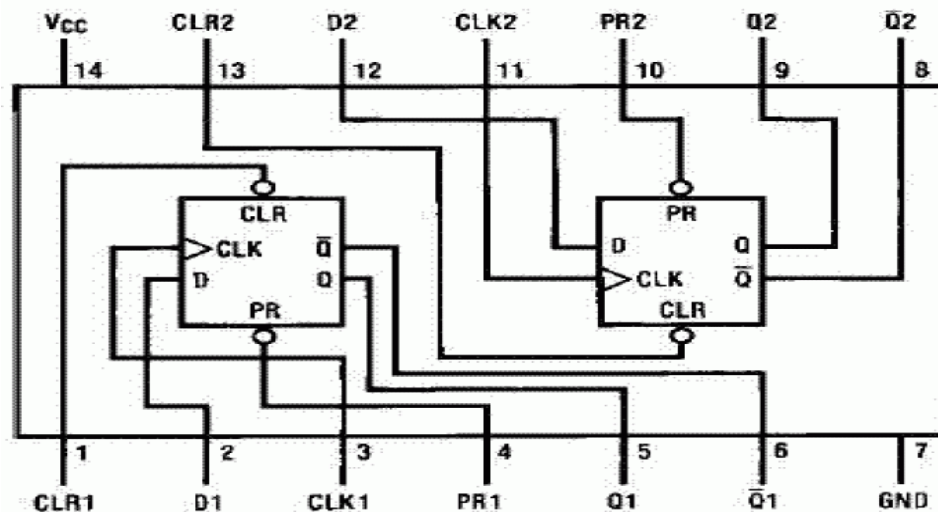 VCC CLR2 D2 CLK2 PR2 Q2 Q̅2
14 13 12 11 10 9 8
CLR PR
CLK Q̅ D Q
D Q CLK Q̅
PR CLR
1 2 3 4 5 6 7
CLR1 D1 CLK1 PR1 Q1 Q̅1 GND